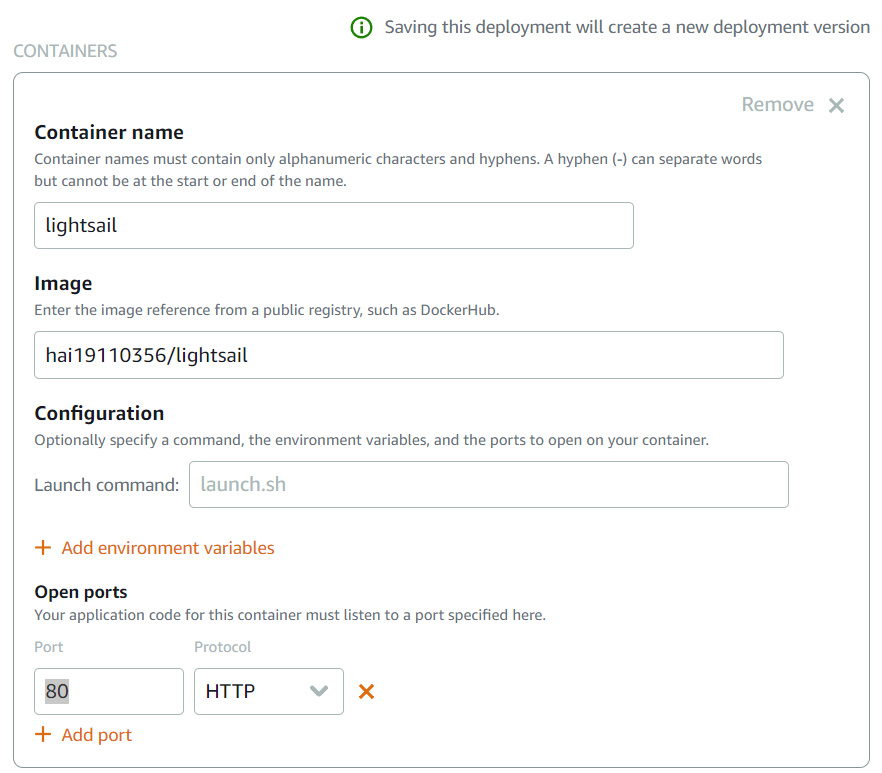 Saving this deployment will create a new deployment version
CONTAINERS
Remove
Container name
Container names must contain only alphanumeric characters and hyphens. A hyphen (-) can separate words
but cannot be at the start or end of the name.
lightsail
Image
Enter the image reference from a public registry, such as DockerHub.
hai19110356/lightsail
Configuration
Optionally specify a command, the environment variables, and the ports to open on your container.
Launch command: launch.sh
+ Add environment variables
Open ports
Your application code for this container must listen to a port specified here.
Port Protocol
80 HTTP
+ Add port